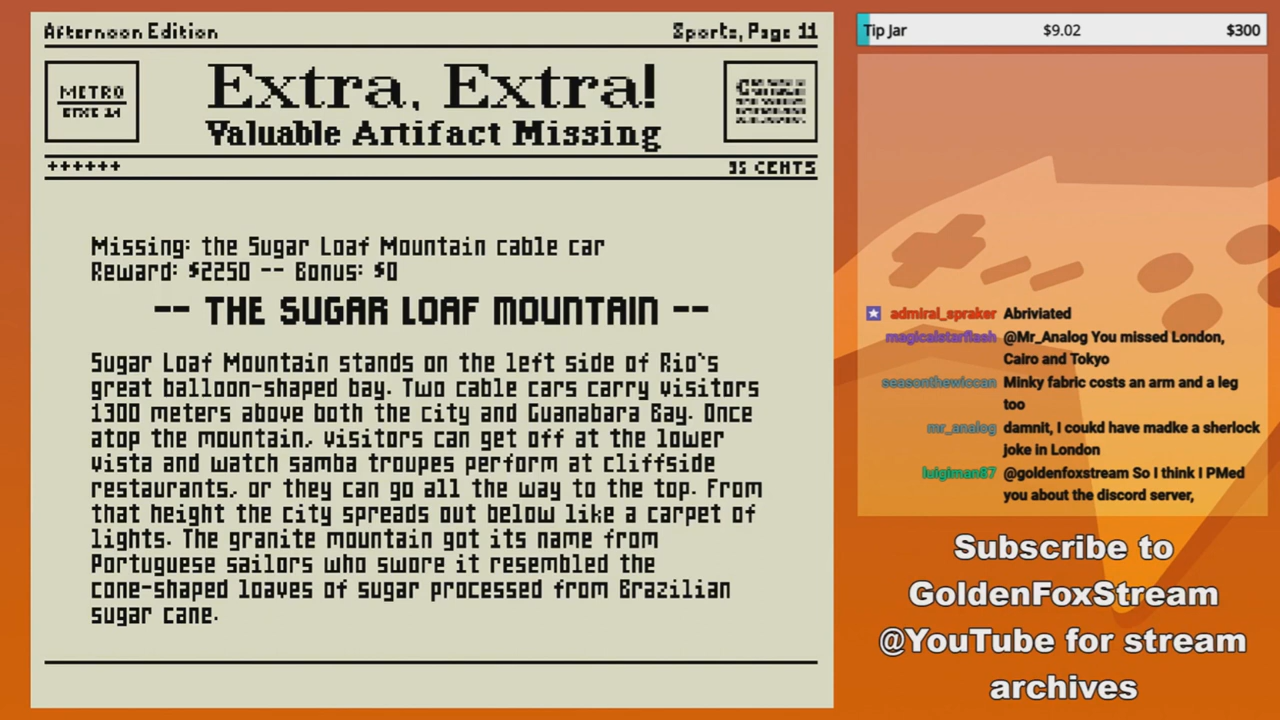 Afternoon Edition
Sports, Page 11
METRO
Extra, Extra!
Valuable Artifact Missing
++++++
35 CENTS
Missing: the Sugar Loaf Mountain cable car
Reward: $2250 -- Bonus: $0
-- THE SUGAR LOAF MOUNTAIN --
Sugar Loaf Mountain stands on the left side of Rio's
great balloon-shaped bay. Two cable cars carry visitors
1300 meters above both the city and Guanabara Bay. Once
atop the mountain, visitors can get off at the lower
vista and watch samba troupes perform at cliffside
restaurants, or they can go all the way to the top. From
that height the city spreads out below like a carpet of
lights. The granite mountain got its name from
Portuguese sailors who swore it resembled the
cone-shaped loaves of sugar processed from Brazilian
sugar cane.
Tip Jar $9.02 $300
admiral_spraker Abriviated
magicalstarflash @Mr_Analog You missed London,
Cairo and Tokyo
seasonthewiccan Minky fabric costs an arm and a leg
too
mr_analog damnit, I coukd have madke a sherlock
joke in London
luigiman87 @goldenfoxstream So I think I PMed
you about the discord server,
Subscribe to
GoldenFoxStream
@YouTube for stream
archives